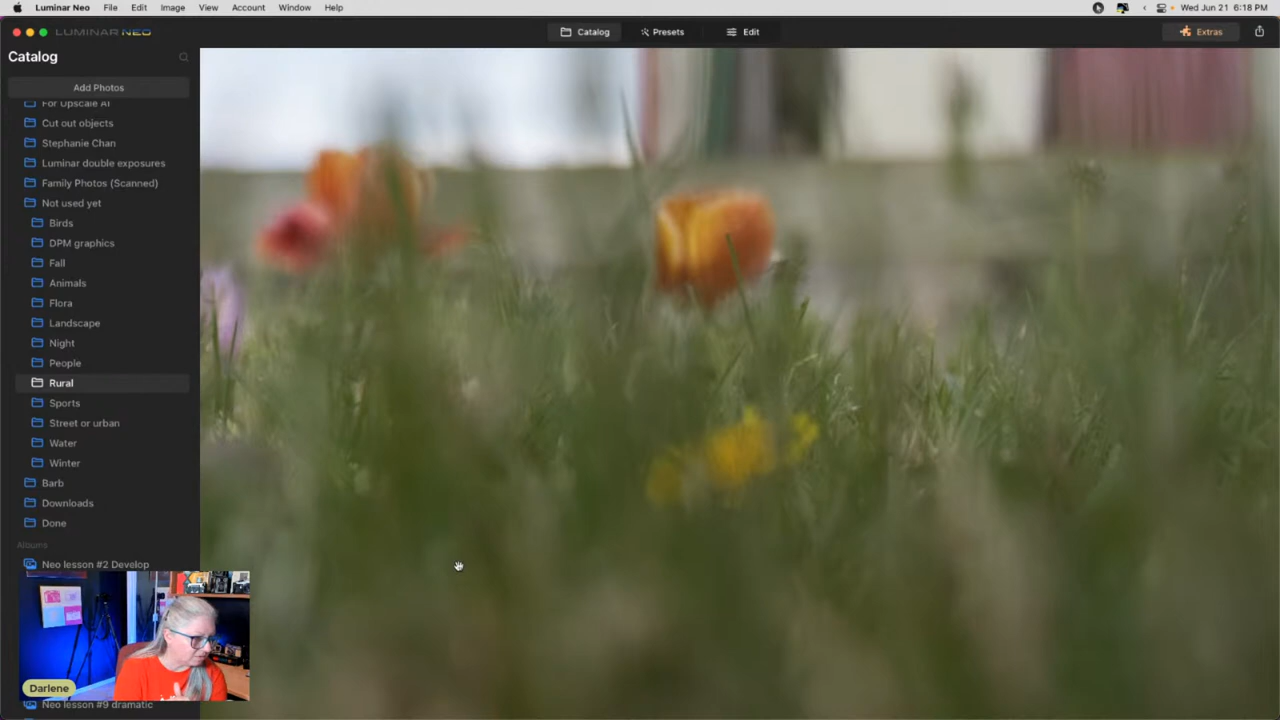 Luminar Neo File Edit Image View Account Window Help Wed Jun 21 6:18 PM
LUMINAR NEO Catalog Presets Edit Extras
Catalog
Add Photos
For Upscale AI
Cut out objects
Stephanie Chan
Luminar double exposures
Family Photos (Scanned)
Not used yet
Birds
DPM graphics
Fall
Animals
Flora
Landscape
Night
People
Rural
Sports
Street or urban
Water
Winter
Barb
Downloads
Done
Albums
Neo lesson #2 Develop
Darlene
Neo lesson #9 dramatic